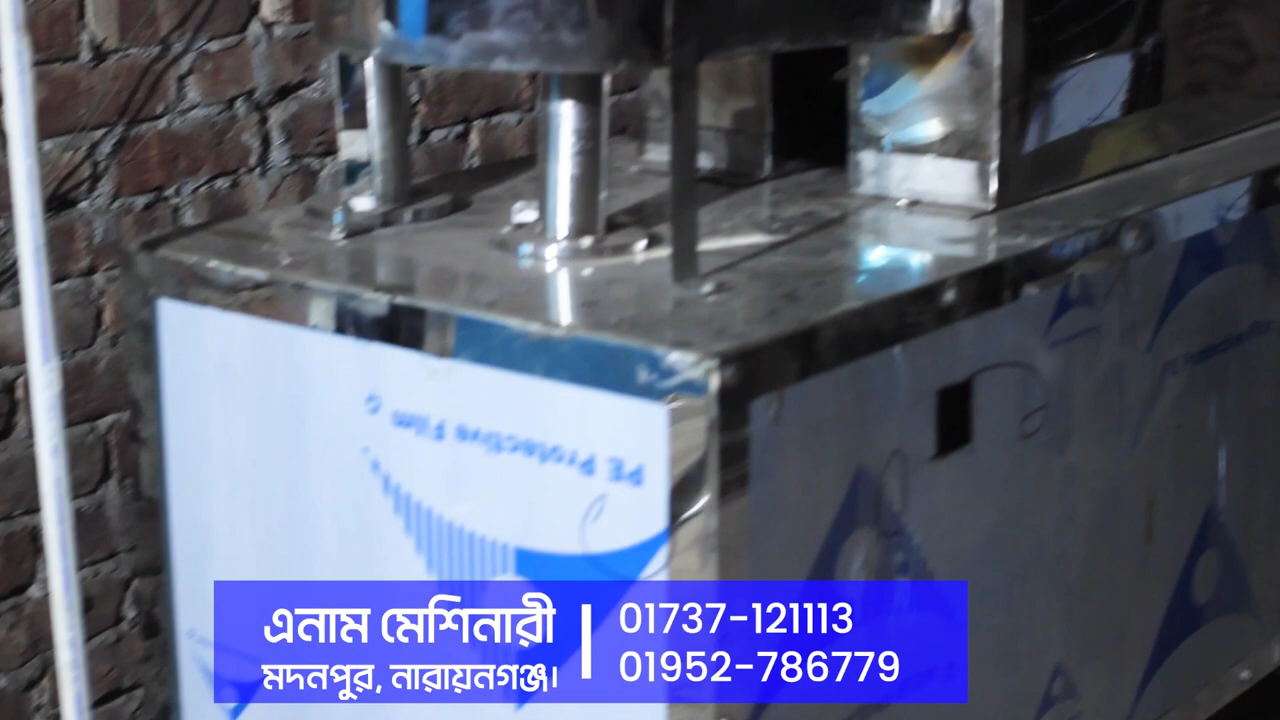 PE Protective Film
এনাম মেশিনারী
মদনপুর, নারায়নগঞ্জ।
01737-121113
01952-786779